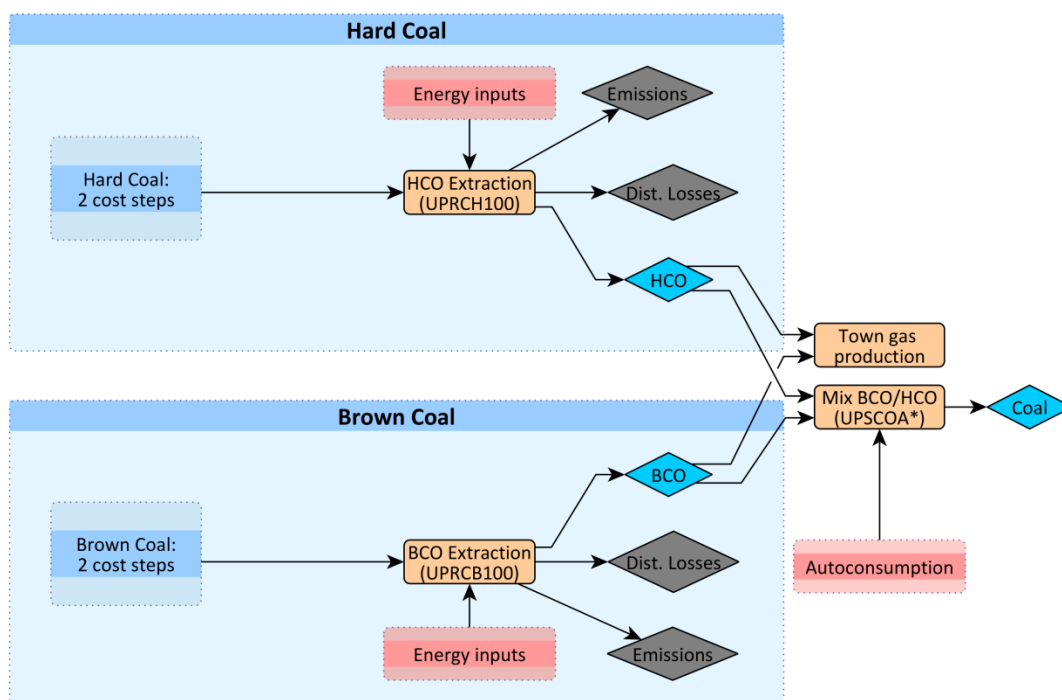 Hard Coal
Energy inputs
Emissions
Hard Coal:
2 cost steps
HCO Extraction
(UPRCH100)
Dist. Losses
HCO
Town gas
production
Mix BCO/HCO
(UPSCOA*)
Coal
Brown Coal
BCO
Brown Coal:
2 cost steps
BCO Extraction
(UPRCB100)
Dist. Losses
Autoconsumption
Energy inputs
Emissions